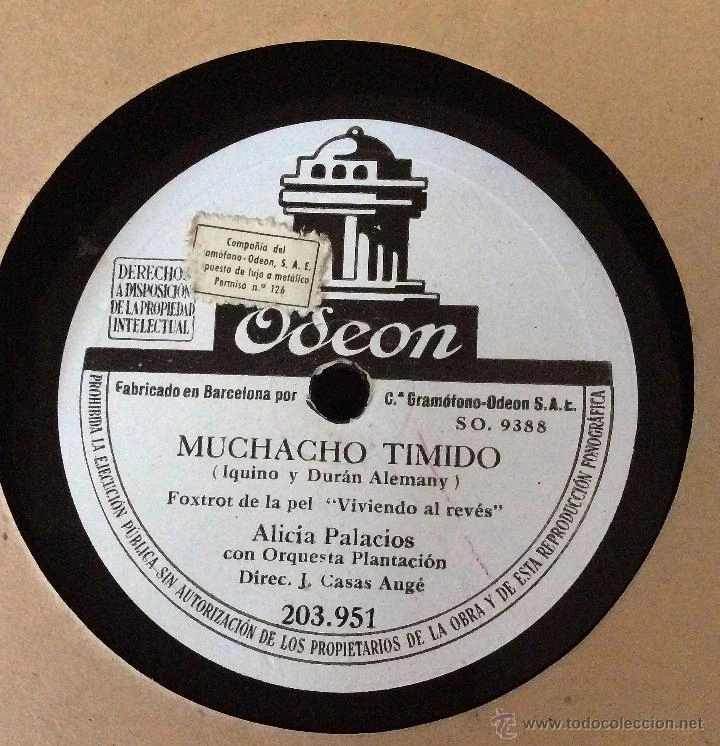 Compañía del
amófono-Odeon, S. A. E.
puesto de lujo a metálico
Permiso n.º 126
DERECHOS
A DISPOSICIÓN
DE LA PROPIEDAD
INTELECTUAL
Odeon
Fabricado en Barcelona por C.ª Gramófono-Odeon S.A.E.
SO. 9388
MUCHACHO TIMIDO
(Iquino y Durán Alemany)
Foxtrot de la pel "Viviendo al revés"
Alicia Palacios
con Orquesta Plantación
Direc. J. Casas Augé
203.951
PROHIBIDA LA EJECUCIÓN PÚBLICA SIN AUTORIZACIÓN DE LOS PROPIETARIOS DE LA OBRA Y DE ESTA REPRODUCCIÓN FONOGRÁFICA
© www.todocoleccion.net